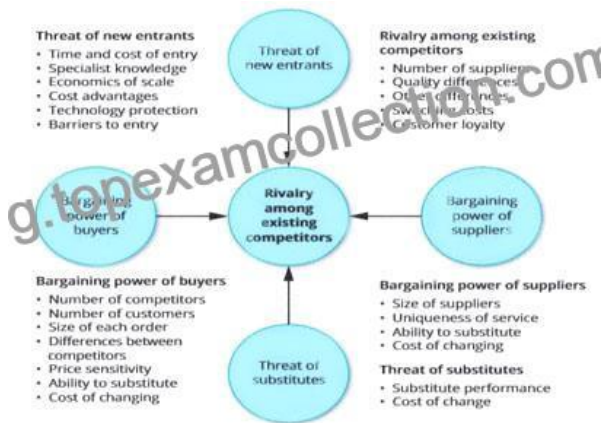 Threat of new entrants
• Time and cost of entry
• Specialist knowledge
• Economics of scale
• Cost advantages
• Technology protection
• Barriers to entry
Threat of
new entrants
Rivalry among existing
competitors
• Number of suppliers
• Quality differences
• Other differences
• Switching costs
• Customer loyalty
g.topexamcollection.com
Bargaining
power of
buyers
Rivalry
among
existing
competitors
Bargaining
power of
suppliers
Bargaining power of buyers
• Number of competitors
• Number of customers
• Size of each order
• Differences between
competitors
• Price sensitivity
• Ability to substitute
• Cost of changing
Threat of
substitutes
Bargaining power of suppliers
• Size of suppliers
• Uniqueness of service
• Ability to substitute
• Cost of changing
Threat of substitutes
• Substitute performance
• Cost of change